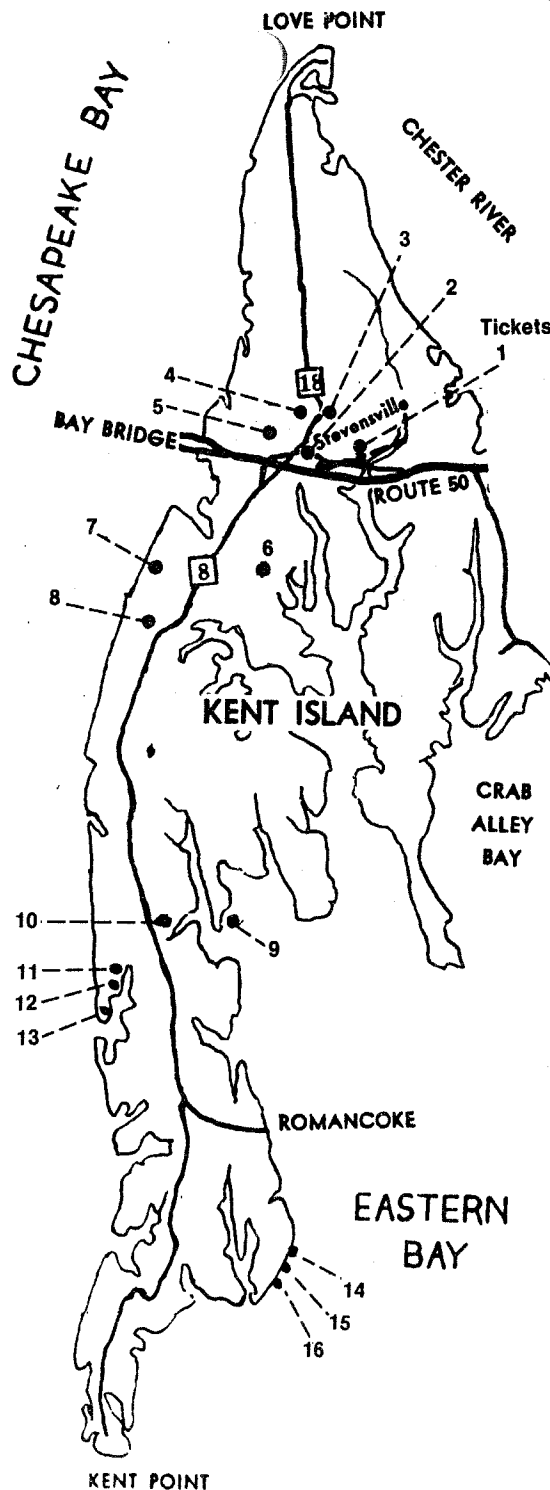 LOVE POINT
CHESAPEAKE BAY
CHESTER RIVER
3
2
Tickets
1
18
4
5
Stevensvill
BAY BRIDGE
ROUTE 50
7
8
6
8
KENT ISLAND
CRAB
ALLEY
BAY
10
9
11
12
13
ROMANCOKE
EASTERN
BAY
14
15
16
KENT POINT